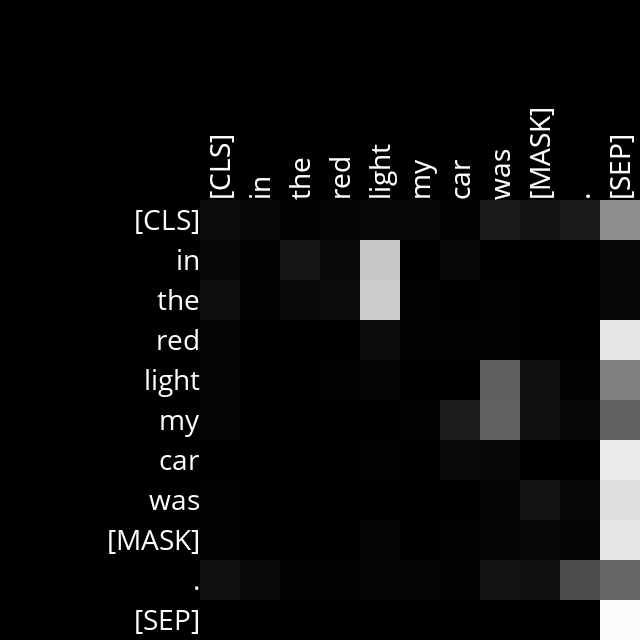 [CLS] in the red light my car was [MASK] . [SEP]
[CLS]
in
the
red
light
my
car
was
[MASK]
.
[SEP]